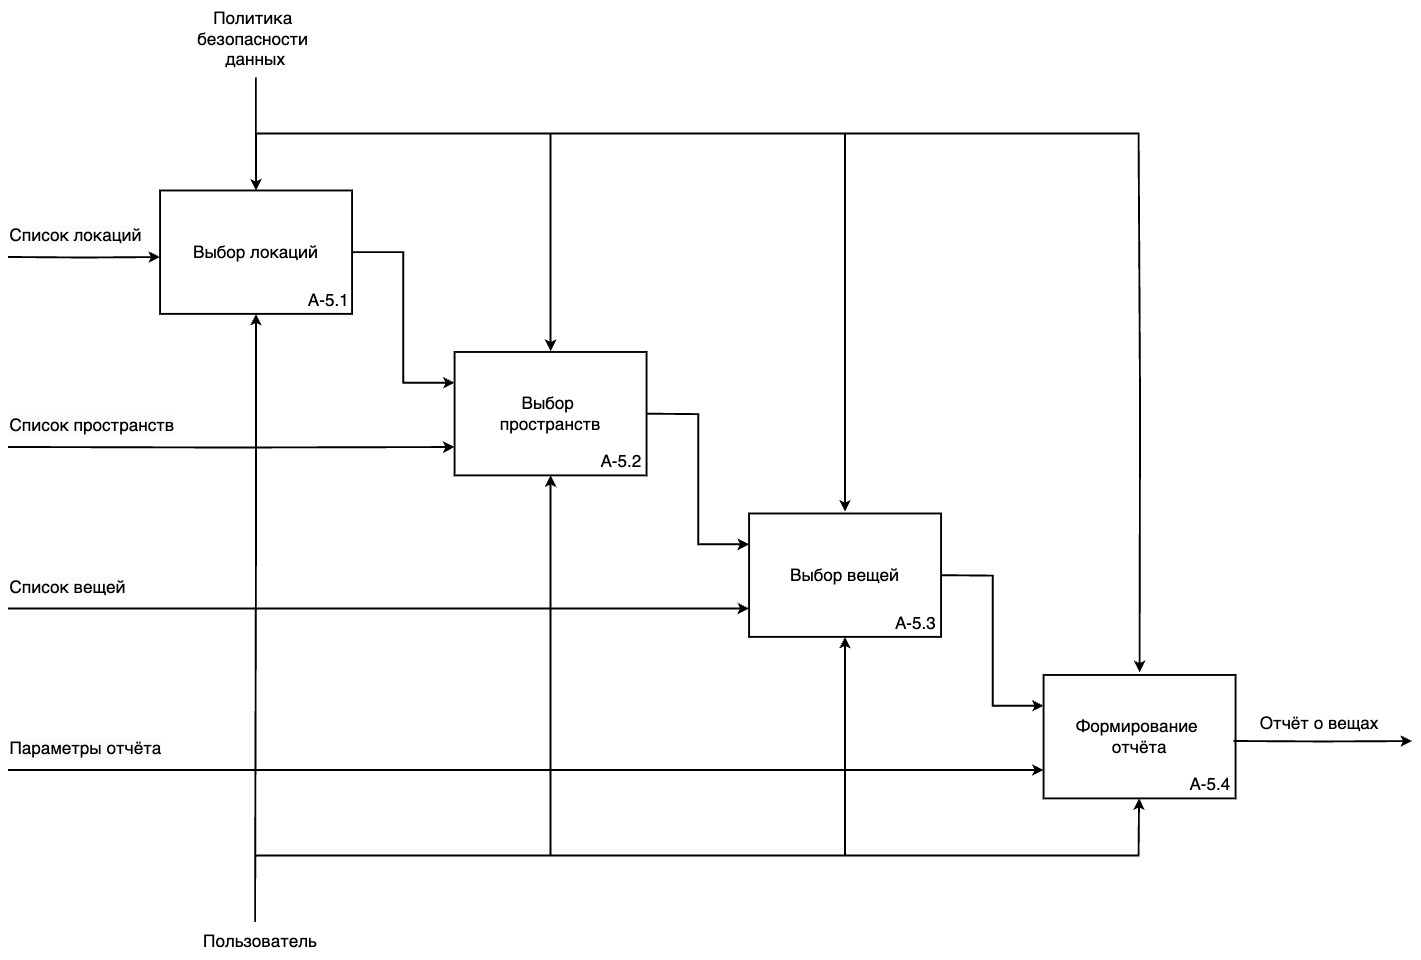 Политика
безопасности
данных
Список локаций
Выбор локаций
А-5.1
Список пространств
Выбор
пространств
А-5.2
Список вещей
Выбор вещей
А-5.3
Параметры отчёта
Формирование
отчёта
А-5.4
Отчёт о вещах
Пользователь